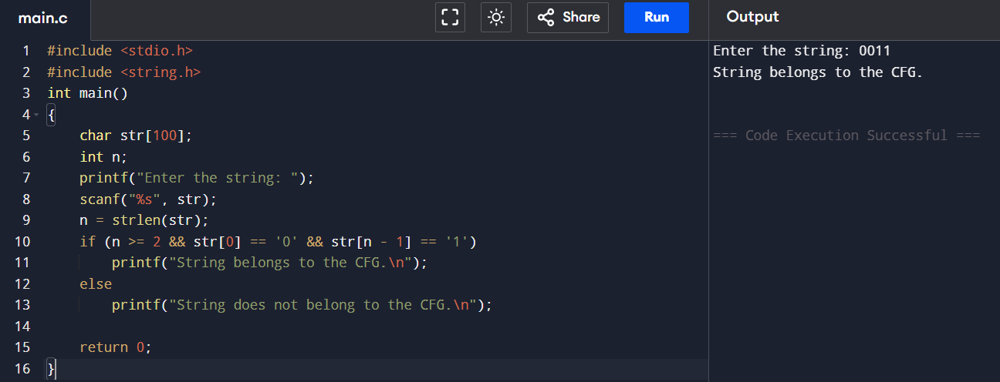 main.c Share Run Output
1 #include <stdio.h>
2 #include <string.h>
3 int main()
4 {
5     char str[100];
6     int n;
7     printf("Enter the string: ");
8     scanf("%s", str);
9     n = strlen(str);
10     if (n >= 2 && str[0] == '0' && str[n - 1] == '1')
11         printf("String belongs to the CFG.\n");
12     else
13         printf("String does not belong to the CFG.\n");
14
15     return 0;
16 }
Enter the string: 0011
String belongs to the CFG.
=== Code Execution Successful ===